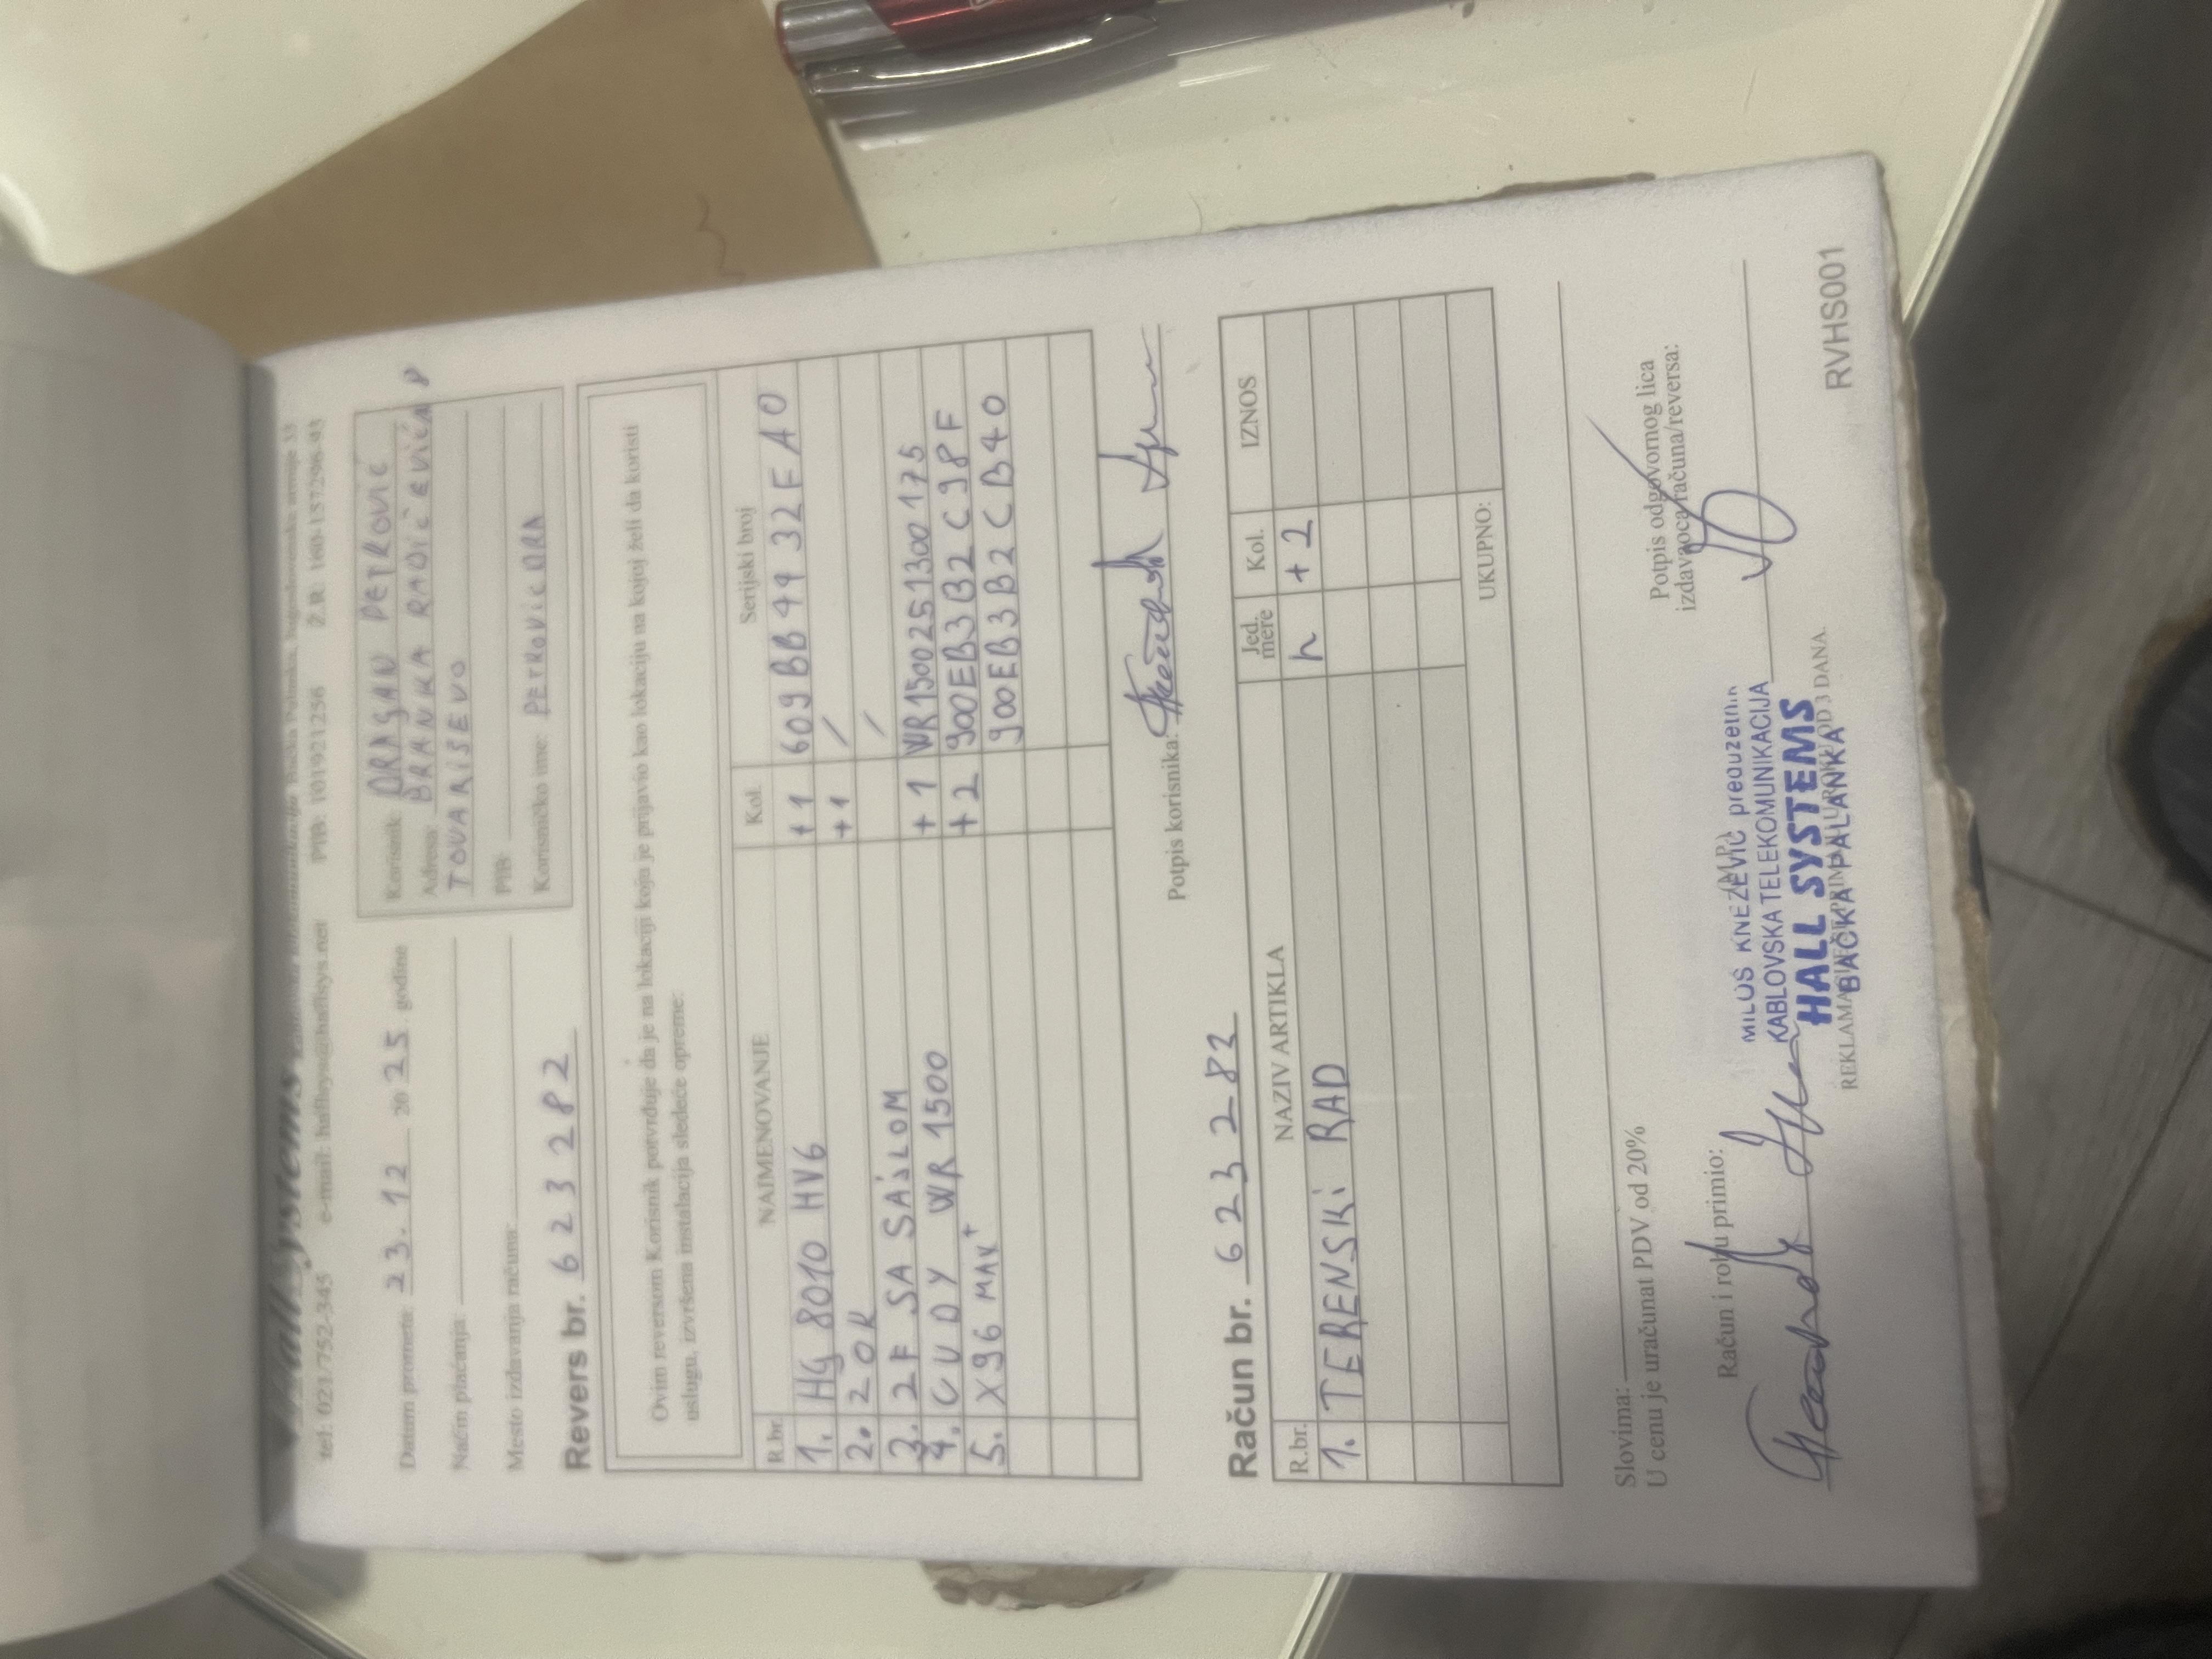 HallSystems
tel: 021/752-345 e-mail: hallsys@hallsys.net PIB: 101921256 Ž.R: 160-137296-93
Datum prometa: 23.12 2025. godine
Način plaćanja:
Mesto izdavanja računa:
Korisnik: DRAGAN PETROVIĆ
Adresa: BRANKA RADIČEVIĆA 8
TOVARIŠEVO
PIB:
Korisničko ime: PETROVICDRA
Revers br. 623282
Ovim reversom Korisnik potvrđuje da je na lokaciji koju je prijavio kao lokaciju na kojoj želi da koristi
uslugu, izvršena instalacija sledeće opreme:
R.br. NAIMENOVANJE Kol. Serijski broj
1. HG 8010 HV6 +1 609BB4932EA0
2. 20K +1 /
3. 2F SA SAJLOM /
4. CUDY WR1500 +1 WR1500251300175
5. X96 MAX+ +2 900EB3B2C98F
900EB3B2CB40
Potpis korisnika:
Račun br. 623282
R.br. NAZIV ARTIKLA Jed. mere Kol. IZNOS
1. TERENSKI RAD h +2
UKUPNO:
Slovima:
U cenu je uračunat PDV od 20%
Račun i robu primio:
Potpis odgovornog lica
izdavaoca računa/reversa:
M.P.
MILOŠ KNEŽEVIĆ preduzetnik
KABLOVSKA TELEKOMUNIKACIJA
HALL SYSTEMS
BAČKA PALANKA
RVHS001